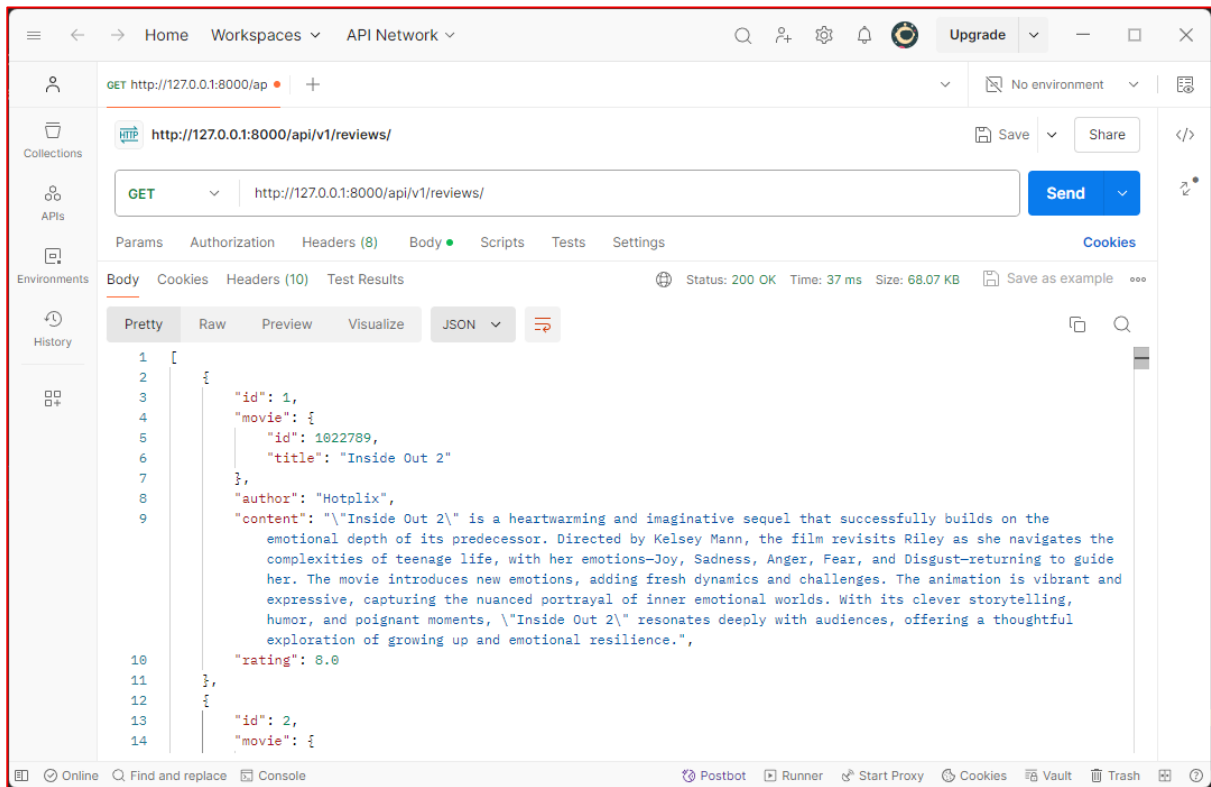 Home Workspaces API Network Upgrade
GET http://127.0.0.1:8000/ap No environment
HTTP http://127.0.0.1:8000/api/v1/reviews/ Save Share </>
Collections
GET http://127.0.0.1:8000/api/v1/reviews/ Send
APIs
Params Authorization Headers (8) Body Scripts Tests Settings Cookies
Environments
Body Cookies Headers (10) Test Results Status: 200 OK Time: 37 ms Size: 68.07 KB Save as example
History
Pretty Raw Preview Visualize JSON
1 [
2 {
3 "id": 1,
4 "movie": {
5 "id": 1022789,
6 "title": "Inside Out 2"
7 },
8 "author": "Hotplix",
9 "content": "\"Inside Out 2\" is a heartwarming and imaginative sequel that successfully builds on the
emotional depth of its predecessor. Directed by Kelsey Mann, the film revisits Riley as she navigates the
complexities of teenage life, with her emotions—Joy, Sadness, Anger, Fear, and Disgust—returning to guide
her. The movie introduces new emotions, adding fresh dynamics and challenges. The animation is vibrant and
expressive, capturing the nuanced portrayal of inner emotional worlds. With its clever storytelling,
humor, and poignant moments, \"Inside Out 2\" resonates deeply with audiences, offering a thoughtful
exploration of growing up and emotional resilience.",
10 "rating": 8.0
11 },
12 {
13 "id": 2,
14 "movie": {
Online Find and replace Console Postbot Runner Start Proxy Cookies Vault Trash